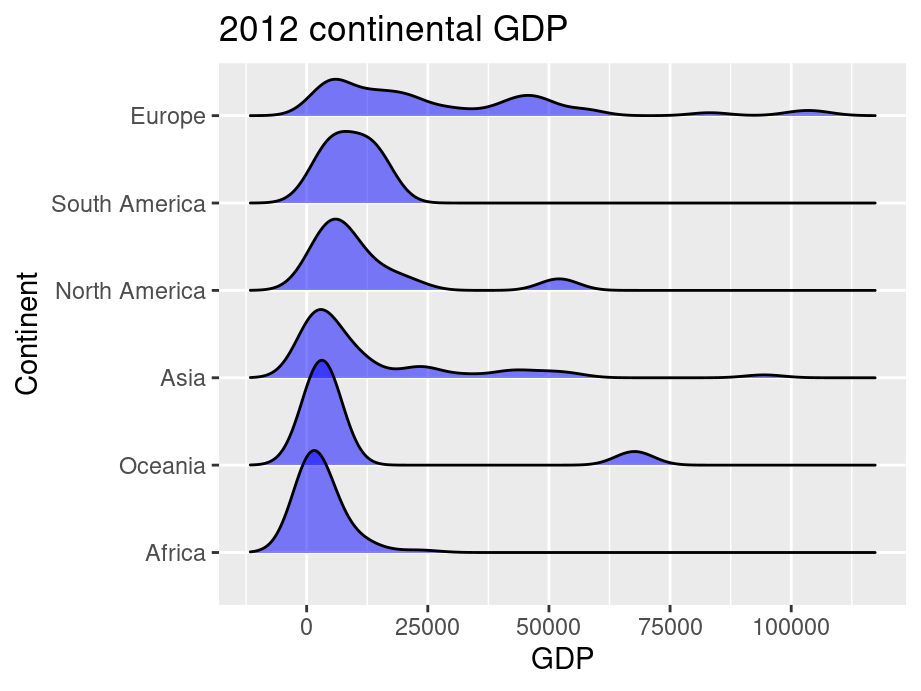 2012 continental GDP
Continent
Europe
South America
North America
Asia
Oceania
Africa
0 25000 50000 75000 100000
GDP